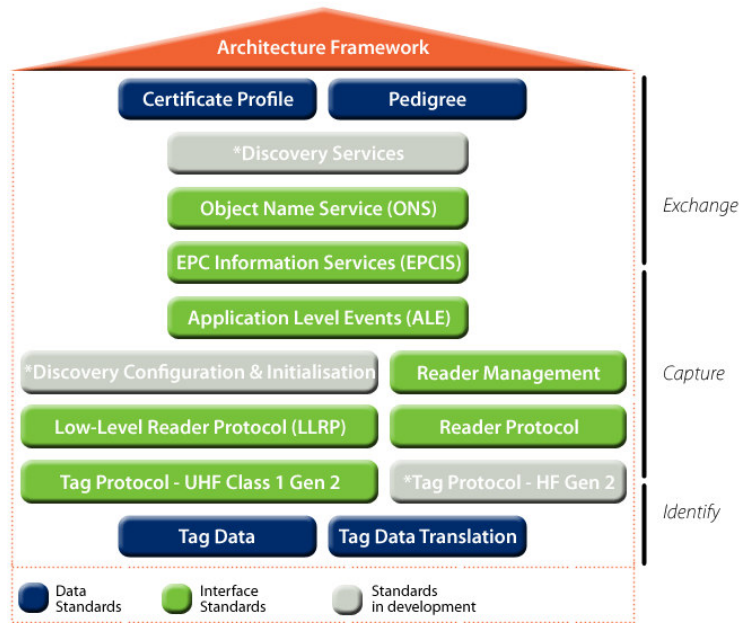 Architecture Framework
Certificate Profile
Pedigree
*Discovery Services
Object Name Service (ONS)
Exchange
EPC Information Services (EPCIS)
Application Level Events (ALE)
*Discovery Configuration & Initialisation
Reader Management
Capture
Low-Level Reader Protocol (LLRP)
Reader Protocol
Tag Protocol - UHF Class 1 Gen 2
*Tag Protocol - HF Gen 2
Identify
Tag Data
Tag Data Translation
Data
Standards
Interface
Standards
Standards
in development